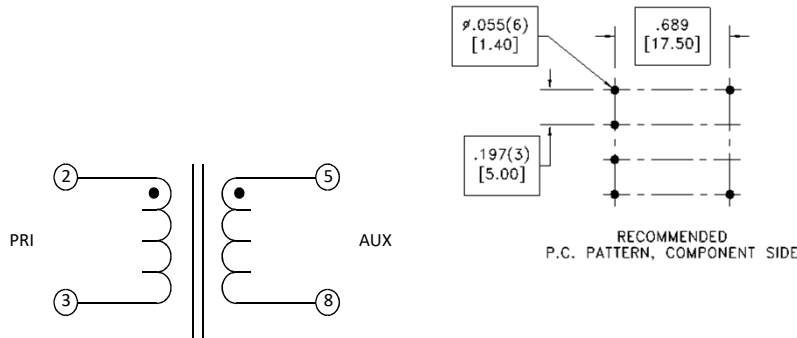 ⌀.055(6)
[1.40]
.689
[17.50]
.197(3)
[5.00]
RECOMMENDED
P.C. PATTERN, COMPONENT SIDE
2
5
PRI
AUX
3
8